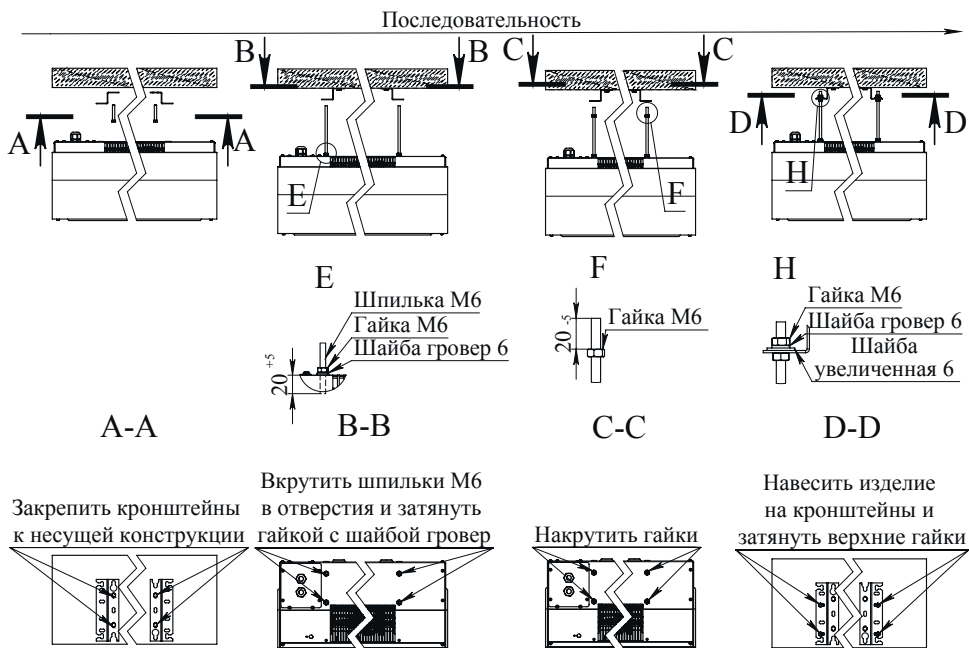 Последовательность
A
A
B
B
C
C
D
D
E
F
H
E
F
H
Шпилька М6
Гайка М6
Шайба гровер 6
20 +5
20 -5
Гайка М6
Гайка М6
Шайба гровер 6
Шайба
увеличенная 6
A-A
B-B
C-C
D-D
Закрепить кронштейны
к несущей конструкции
Вкрутить шпильки М6
в отверстия и затянуть
гайкой с шайбой гровер
Накрутить гайки
Навесить изделие
на кронштейны и
затянуть верхние гайки